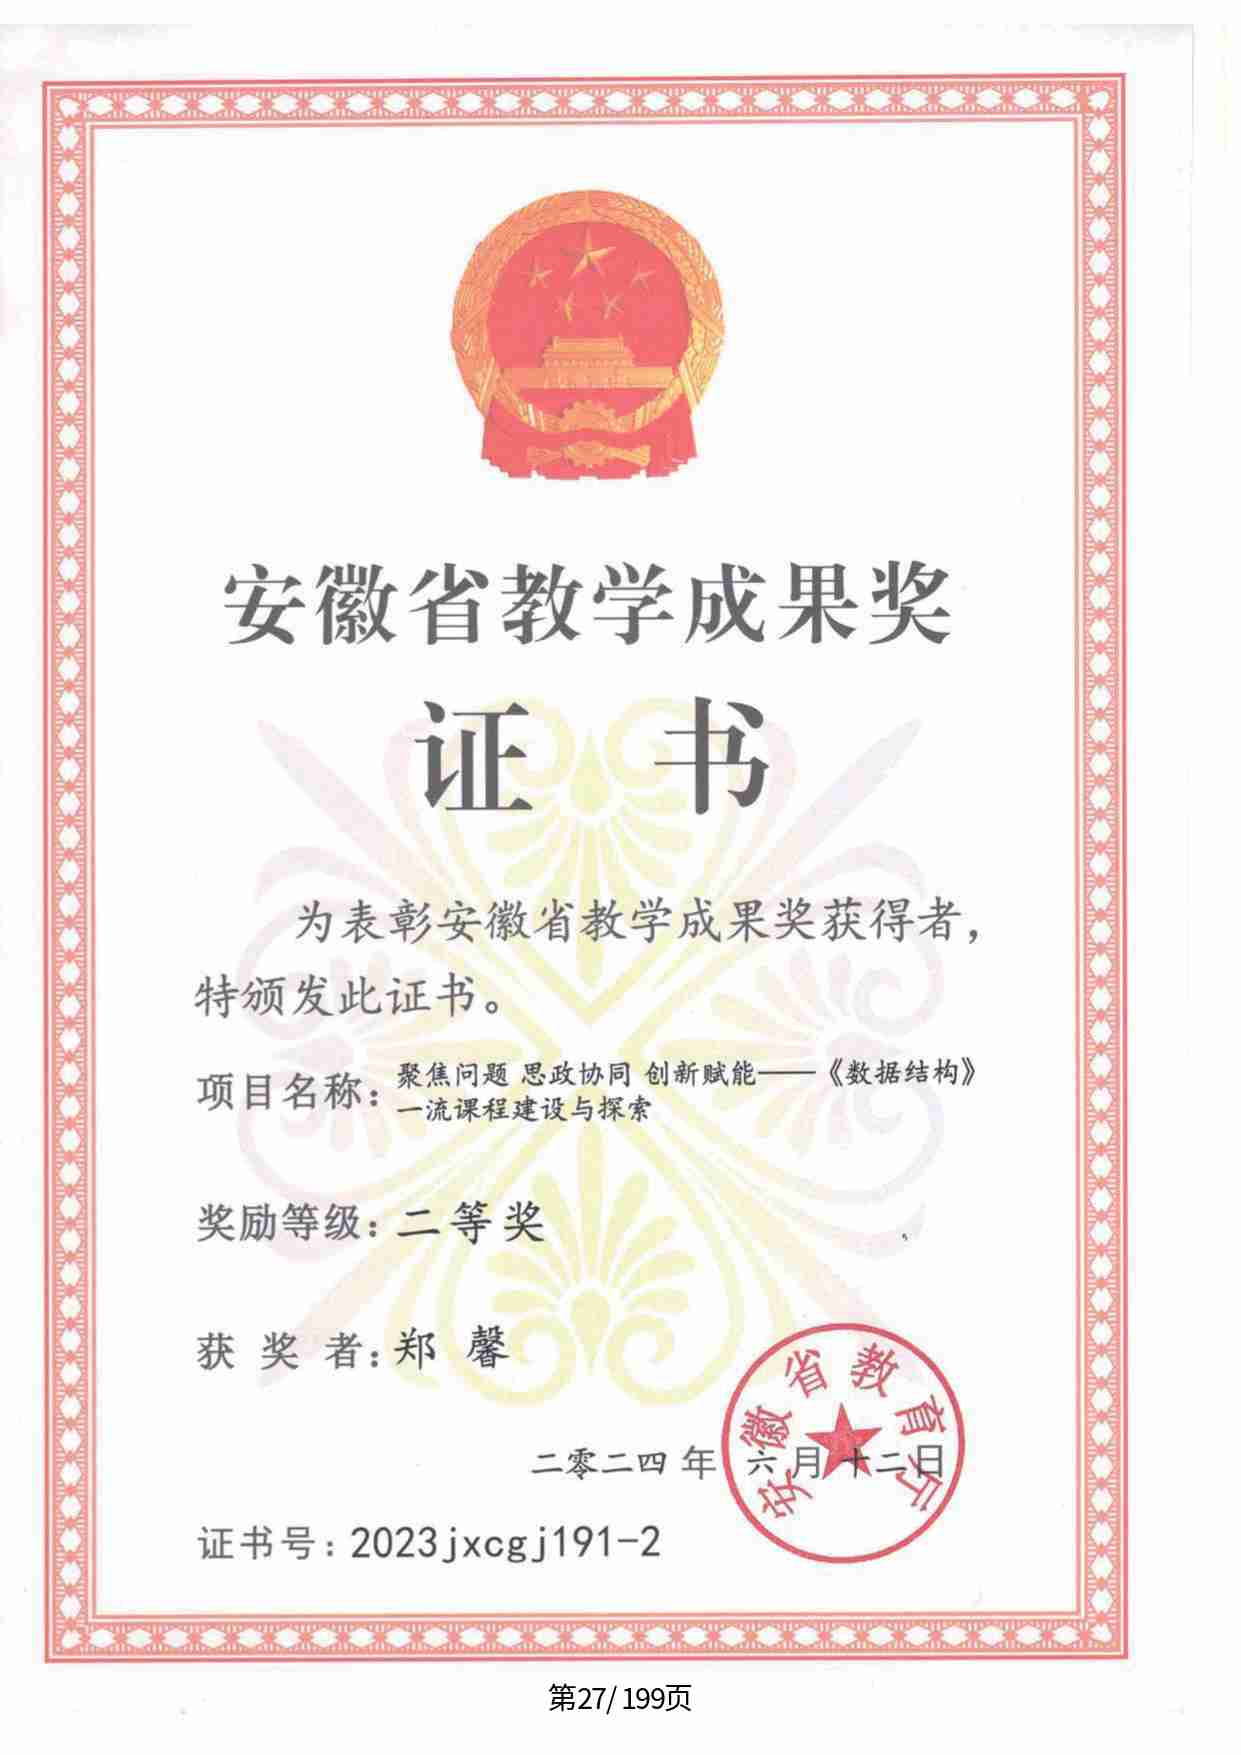 安徽省教学成果奖
证 书
为表彰安徽省教学成果奖获得者，
特颁发此证书。
项目名称：聚焦问题 思政协同 创新赋能——《数据结构》
一流课程建设与探索
奖励等级：二等奖
获 奖 者：郑 馨
二零二四 年 六 月 十二日
安徽省教育厅
证书号：2023jxcgj191-2
第27/199页